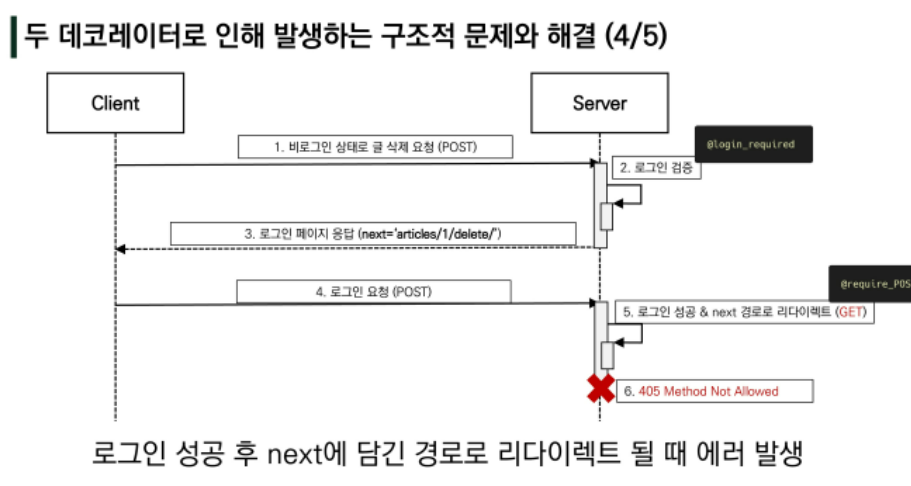 두 데코레이터로 인해 발생하는 구조적 문제와 해결 (4/5)
Client
Server
1. 비로그인 상태로 글 삭제 요청 (POST)
@login_required
2. 로그인 검증
3. 로그인 페이지 응답 (next='articles/1/delete/')
4. 로그인 요청 (POST)
@require_POS
5. 로그인 성공 & next 경로로 리다이렉트 (GET)
6. 405 Method Not Allowed
로그인 성공 후 next에 담긴 경로로 리다이렉트 될 때 에러 발생